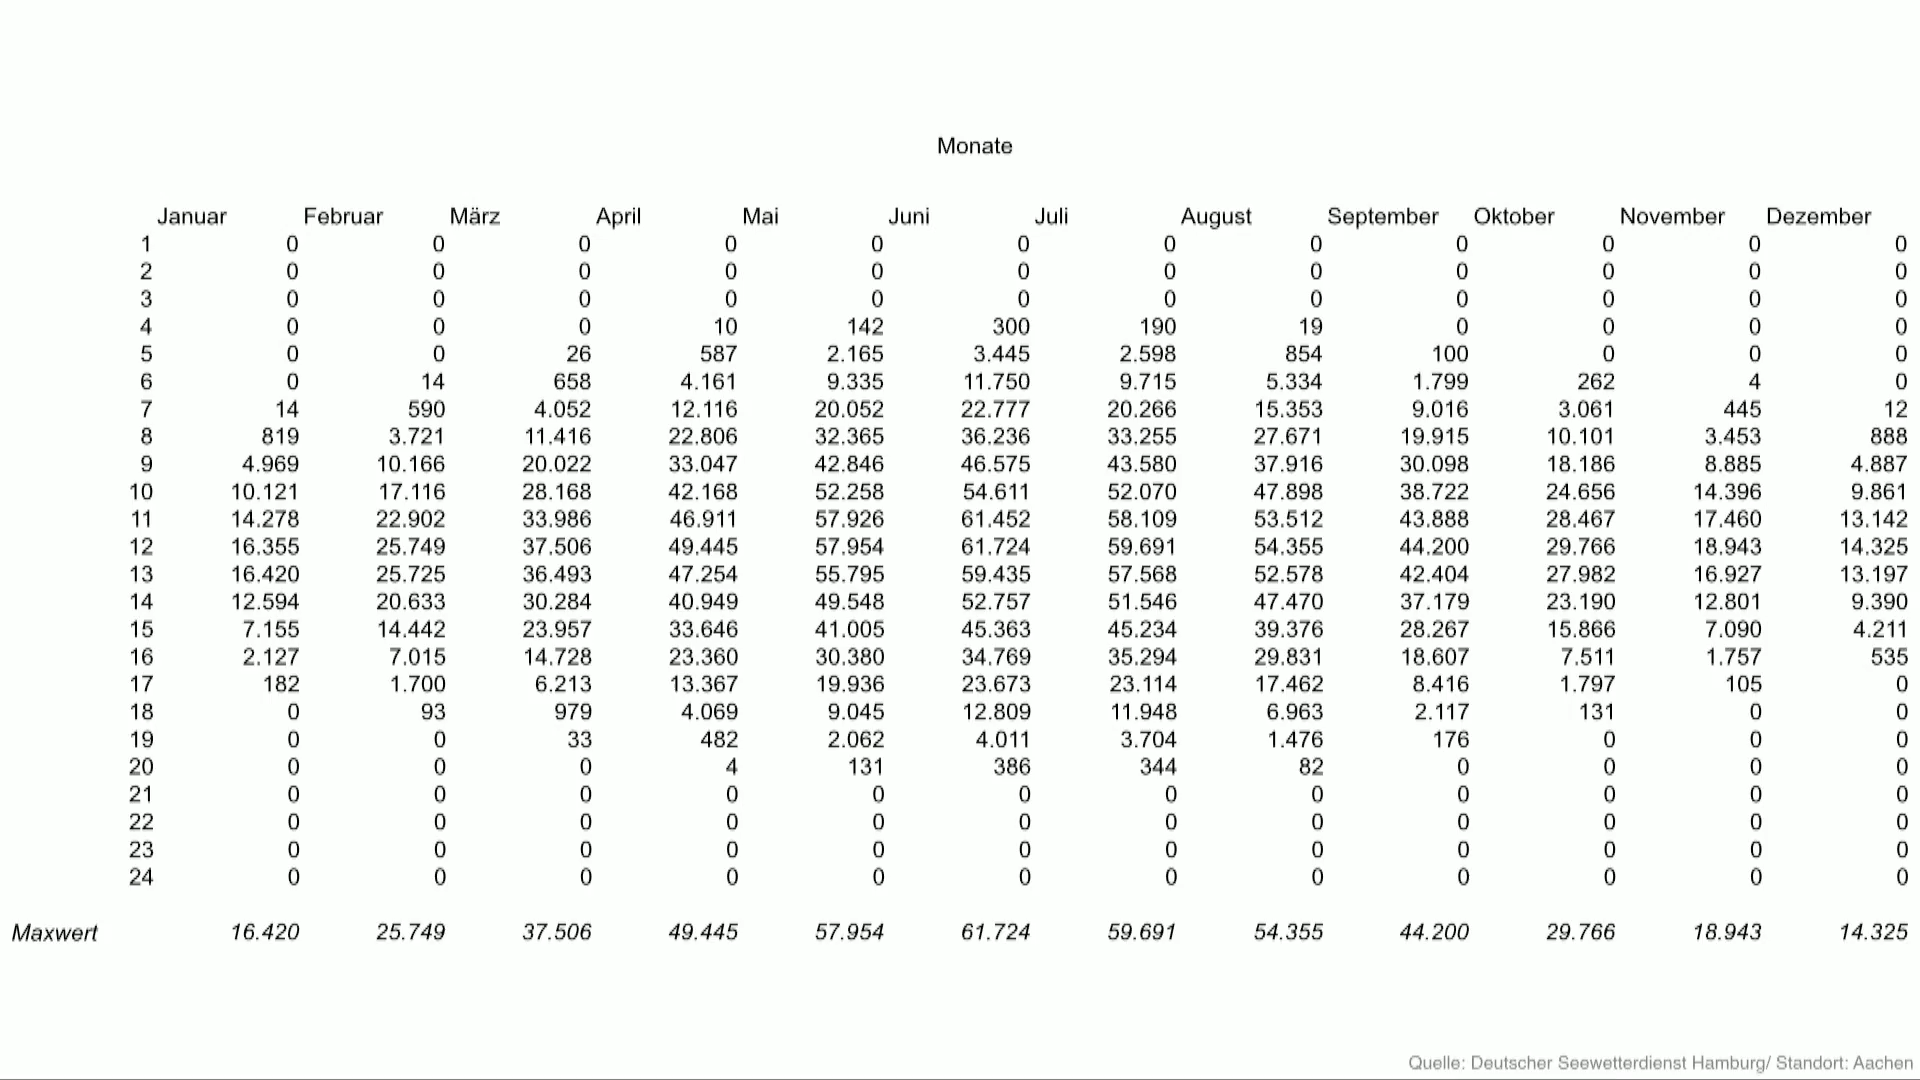 Monate
Januar Februar März April Mai Juni Juli August September Oktober November Dezember
1 0 0 0 0 0 0 0 0 0 0 0 0
2 0 0 0 0 0 0 0 0 0 0 0 0
3 0 0 0 0 0 0 0 0 0 0 0 0
4 0 0 0 10 142 300 190 19 0 0 0 0
5 0 0 26 587 2.165 3.445 2.598 854 100 0 0 0
6 0 14 658 4.161 9.335 11.750 9.715 5.334 1.799 262 4 0
7 14 590 4.052 12.116 20.052 22.777 20.266 15.353 9.016 3.061 445 12
8 819 3.721 11.416 22.806 32.365 36.236 33.255 27.671 19.915 10.101 3.453 888
9 4.969 10.166 20.022 33.047 42.846 46.575 43.580 37.916 30.098 18.186 8.885 4.887
10 10.121 17.116 28.168 42.168 52.258 54.611 52.070 47.898 38.722 24.656 14.396 9.861
11 14.278 22.902 33.986 46.911 57.926 61.452 58.109 53.512 43.888 28.467 17.460 13.142
12 16.355 25.749 37.506 49.445 57.954 61.724 59.691 54.355 44.200 29.766 18.943 14.325
13 16.420 25.725 36.493 47.254 55.795 59.435 57.568 52.578 42.404 27.982 16.927 13.197
14 12.594 20.633 30.284 40.949 49.548 52.757 51.546 47.470 37.179 23.190 12.801 9.390
15 7.155 14.442 23.957 33.646 41.005 45.363 45.234 39.376 28.267 15.866 7.090 4.211
16 2.127 7.015 14.728 23.360 30.380 34.769 35.294 29.831 18.607 7.511 1.757 535
17 182 1.700 6.213 13.367 19.936 23.673 23.114 17.462 8.416 1.797 105 0
18 0 93 979 4.069 9.045 12.809 11.948 6.963 2.117 131 0 0
19 0 0 33 482 2.062 4.011 3.704 1.476 176 0 0 0
20 0 0 0 4 131 386 344 82 0 0 0 0
21 0 0 0 0 0 0 0 0 0 0 0 0
22 0 0 0 0 0 0 0 0 0 0 0 0
23 0 0 0 0 0 0 0 0 0 0 0 0
24 0 0 0 0 0 0 0 0 0 0 0 0
Maxwert 16.420 25.749 37.506 49.445 57.954 61.724 59.691 54.355 44.200 29.766 18.943 14.325
Quelle: Deutscher Seewetterdienst Hamburg/ Standort: Aachen